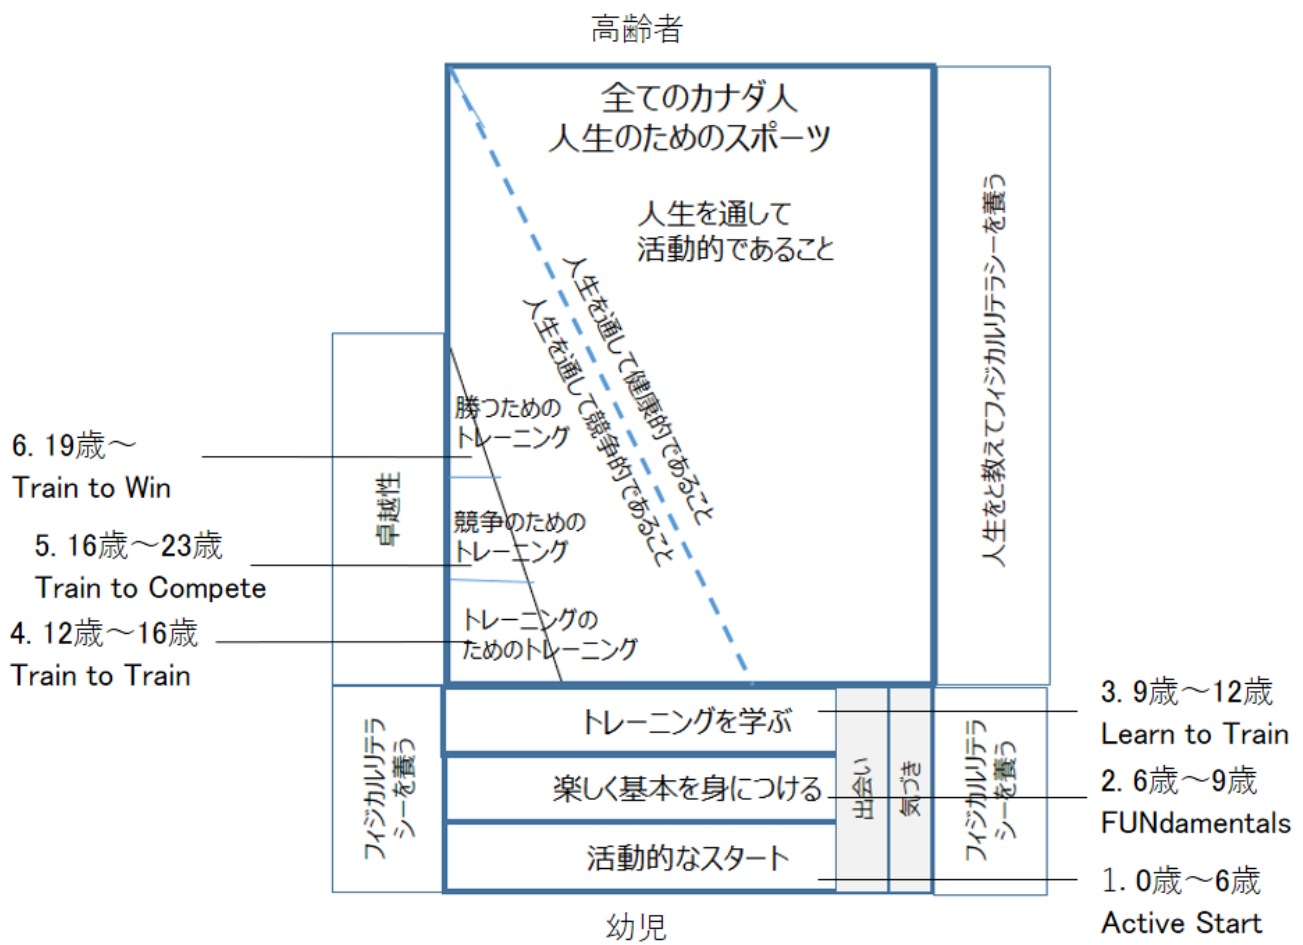 高齢者
全てのカナダ人
人生のためのスポーツ
人生を通して
活動的であること
人生を通して健康的であること
人生を通して競争的であること
人生をと教えてフィジカルリテラシーを養う
卓越性
勝つための
トレーニング
競争のための
トレーニング
トレーニングの
ためのトレーニング
6. 19歳～
Train to Win
5. 16歳～23歳
Train to Compete
4. 12歳～16歳
Train to Train
フィジカルリテラ
シーを養う
トレーニングを学ぶ
楽しく基本を身につける
活動的なスタート
出会い
気づき
フィジカルリテラ
シーを養う
3. 9歳～12歳
Learn to Train
2. 6歳～9歳
FUNdamentals
1. 0歳～6歳
Active Start
幼児